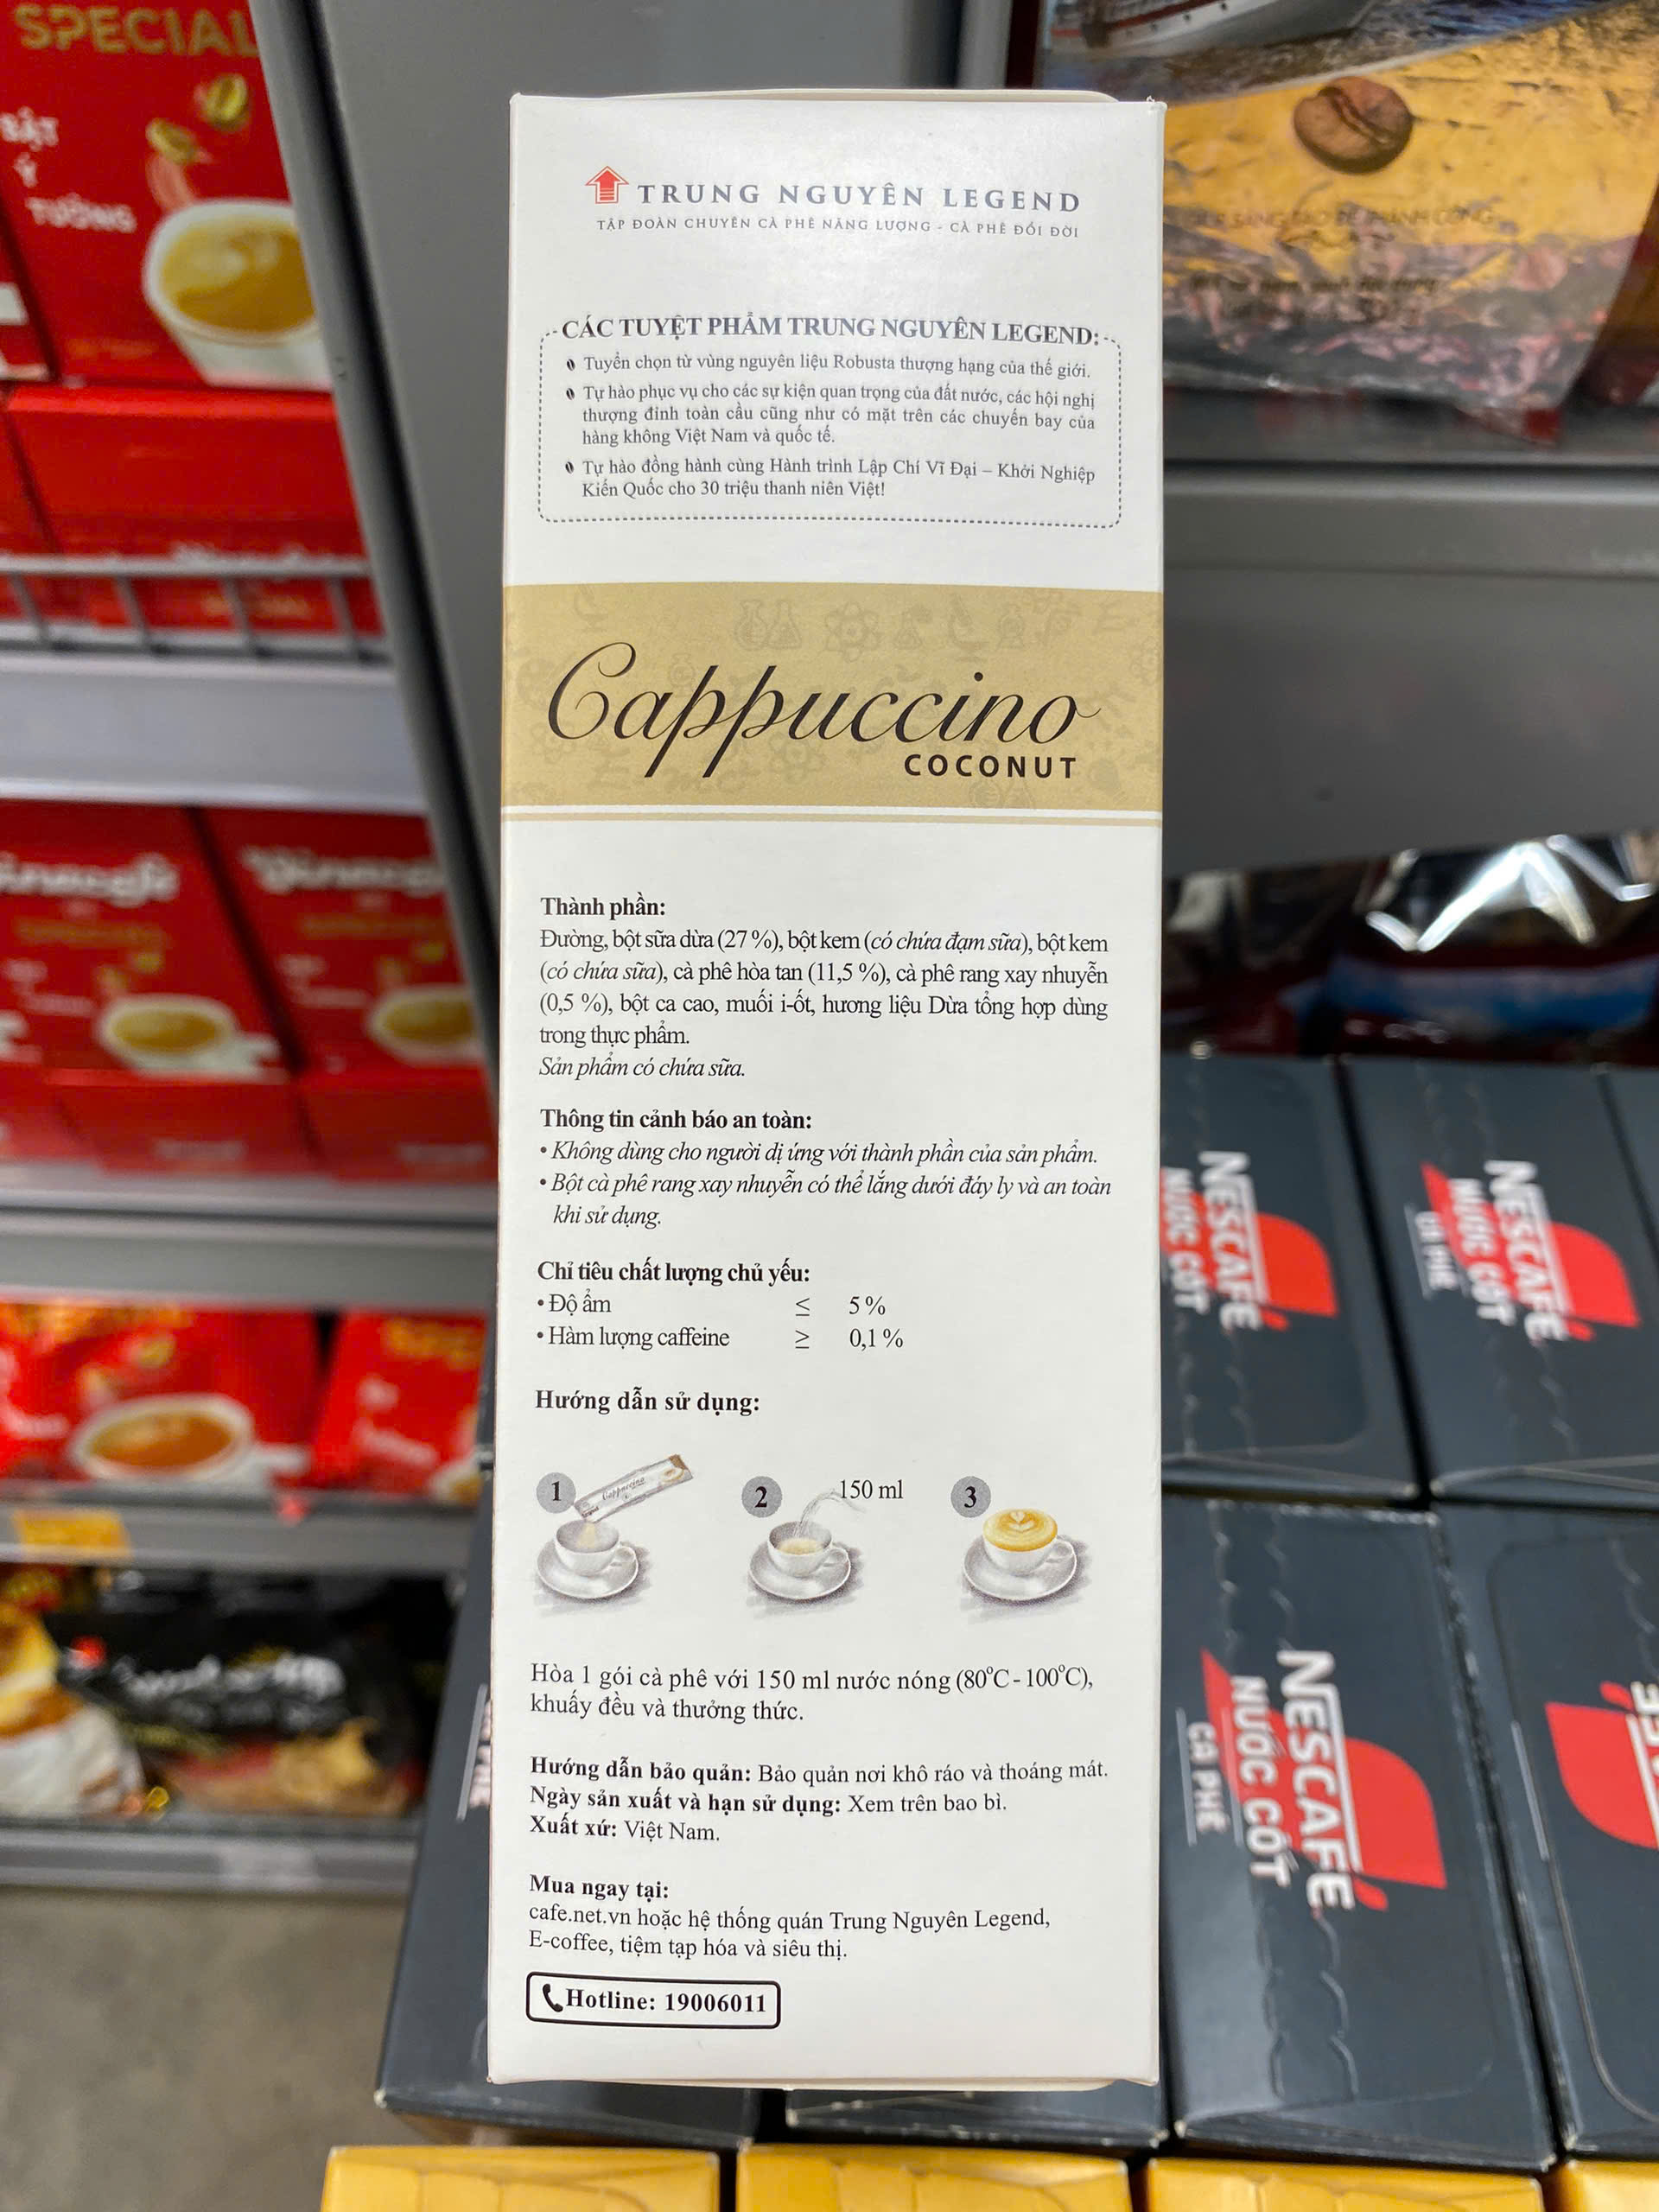 SPECIAL
BẬT
Ý
TƯỞNG
TRUNG NGUYÊN LEGEND
TẬP ĐOÀN CHUYÊN CÀ PHÊ NĂNG LƯỢNG - CÀ PHÊ ĐỔI ĐỜI
CÁC TUYỆT PHẨM TRUNG NGUYÊN LEGEND:
Tuyển chọn từ vùng nguyên liệu Robusta thượng hạng của thế giới.
Tự hào phục vụ cho các sự kiện quan trọng của đất nước, các hội nghị
thượng đỉnh toàn cầu cũng như có mặt trên các chuyến bay của
hàng không Việt Nam và quốc tế.
Tự hào đồng hành cùng Hành trình Lập Chí Vĩ Đại – Khởi Nghiệp
Kiến Quốc cho 30 triệu thanh niên Việt!
Cappuccino
COCONUT
Thành phần:
Đường, bột sữa dừa (27 %), bột kem (có chứa đạm sữa), bột kem
(có chứa sữa), cà phê hòa tan (11,5 %), cà phê rang xay nhuyễn
(0,5 %), bột ca cao, muối i-ốt, hương liệu Dừa tổng hợp dùng
trong thực phẩm.
Sản phẩm có chứa sữa.
Thông tin cảnh báo an toàn:
• Không dùng cho người dị ứng với thành phần của sản phẩm.
• Bột cà phê rang xay nhuyễn có thể lắng dưới đáy ly và an toàn
khi sử dụng.
Chỉ tiêu chất lượng chủ yếu:
• Độ ẩm ≤ 5 %
• Hàm lượng caffeine ≥ 0,1 %
Hướng dẫn sử dụng:
1 Cappuccino 2 150 ml 3
Hòa 1 gói cà phê với 150 ml nước nóng (80°C - 100°C),
khuấy đều và thưởng thức.
Hướng dẫn bảo quản: Bảo quản nơi khô ráo và thoáng mát.
Ngày sản xuất và hạn sử dụng: Xem trên bao bì.
Xuất xứ: Việt Nam.
Mua ngay tại:
cafe.net.vn hoặc hệ thống quán Trung Nguyên Legend,
E-coffee, tiệm tạp hóa và siêu thị.
Hotline: 19006011
NESCAFÉ
NƯỚC CỐT
NESCAFÉ
NƯỚC CỐT
CÀ PHÊ
NESCAFÉ
NƯỚC CỐT
CÀ PHÊ